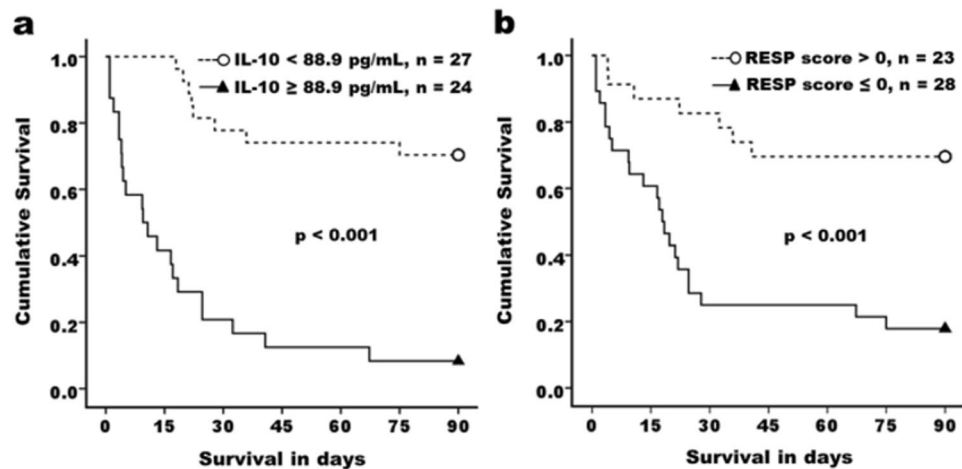 a
IL-10 < 88.9 pg/mL, n = 27
IL-10 ≥ 88.9 pg/mL, n = 24
1.0
0.8
0.6
0.4
0.2
0.0
Cumulative Survival
p < 0.001
0 15 30 45 60 75 90
Survival in days
b
RESP score > 0, n = 23
RESP score ≤ 0, n = 28
1.0
0.8
0.6
0.4
0.2
0.0
Cumulative Survival
p < 0.001
0 15 30 45 60 75 90
Survival in days